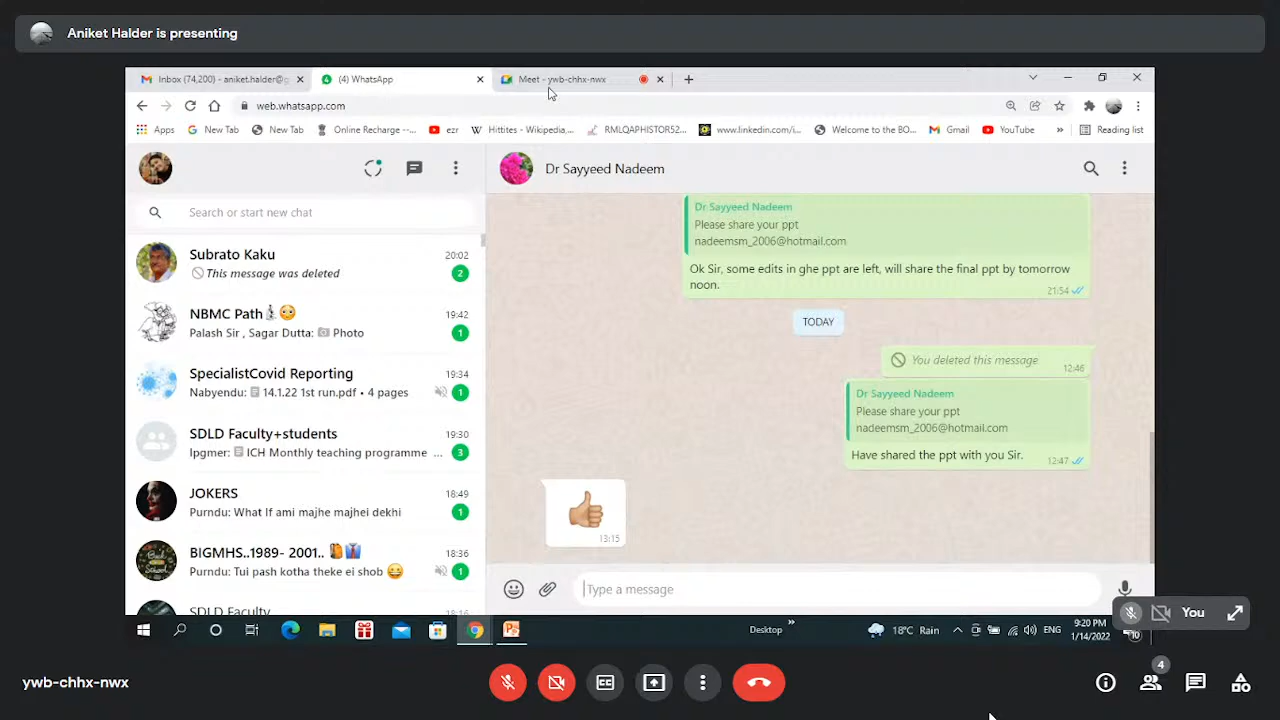 Aniket Halder is presenting
Inbox (74,200) - aniket.halder@g
(4) WhatsApp
Meet - ywb-chhx-nwx
web.whatsapp.com
Apps
New Tab
New Tab
Online Recharge --...
ezr
Hittites - Wikipedia,...
RMLQAPHISTOR52...
www.linkedin.com/i...
Welcome to the BO...
Gmail
YouTube
»
Reading list
Dr Sayyeed Nadeem
Search or start new chat
Subrato Kaku
20:02
This message was deleted
2
NBMC Path
19:42
Palash Sir , Sagar Dutta: Photo
1
SpecialistCovid Reporting
19:34
Nabyendu: 14.1.22 1st run.pdf • 4 pages
1
SDLD Faculty+students
19:30
Ipgmer: ICH Monthly teaching programme ...
3
JOKERS
18:49
Purndu: What If ami majhe majhei dekhi
1
BIGMHS..1989- 2001..
18:36
Purndu: Tui pash kotha theke ei shob 😄
1
SDLD Faculty
18:16
Dr Sayyeed Nadeem
Please share your ppt
nadeemsm_2006@hotmail.com
Ok Sir, some edits in ghe ppt are left, will share the final ppt by tomorrow
noon.
21:54
TODAY
You deleted this message
12:46
Dr Sayyeed Nadeem
Please share your ppt
nadeemsm_2006@hotmail.com
Have shared the ppt with you Sir.
12:47
13:15
Type a message
You
Desktop
»
18°C Rain
ENG
9:20 PM
1/14/2022
10
ywb-chhx-nwx
4